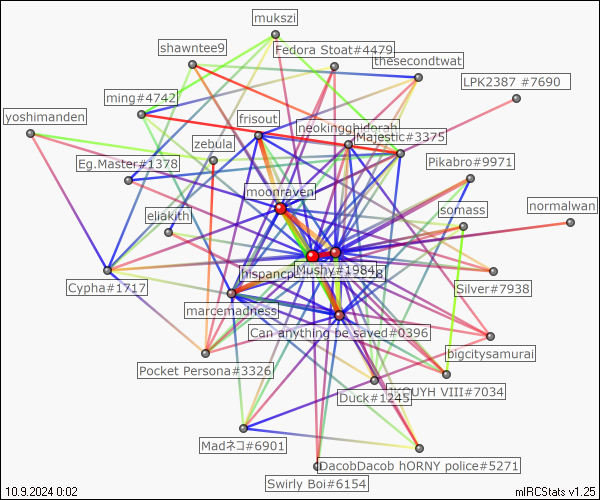 mukszi
shawntee9
Fedora Stoat#4479
thesecondtwat
LPK2387 #7690
ming#4742
yoshimanden
frisout
neokingghidorah
Majestic#3375
zebula
Eg.Master#1378
Pikabro#9971
moonraven
eliakith
somass
normalwan
Mushy#1984
hispancp
Cypha#1717
Silver#7938
marcemadness
Can anything be saved#0396
bigcitysamurai
Pocket Persona#3326
Duck#1245
VIII#7034
Madネコ#6901
DacobDacob hORNY police#5271
Swirly Boi#6154
10.9.2024 0:02
mIRCStats v1.25